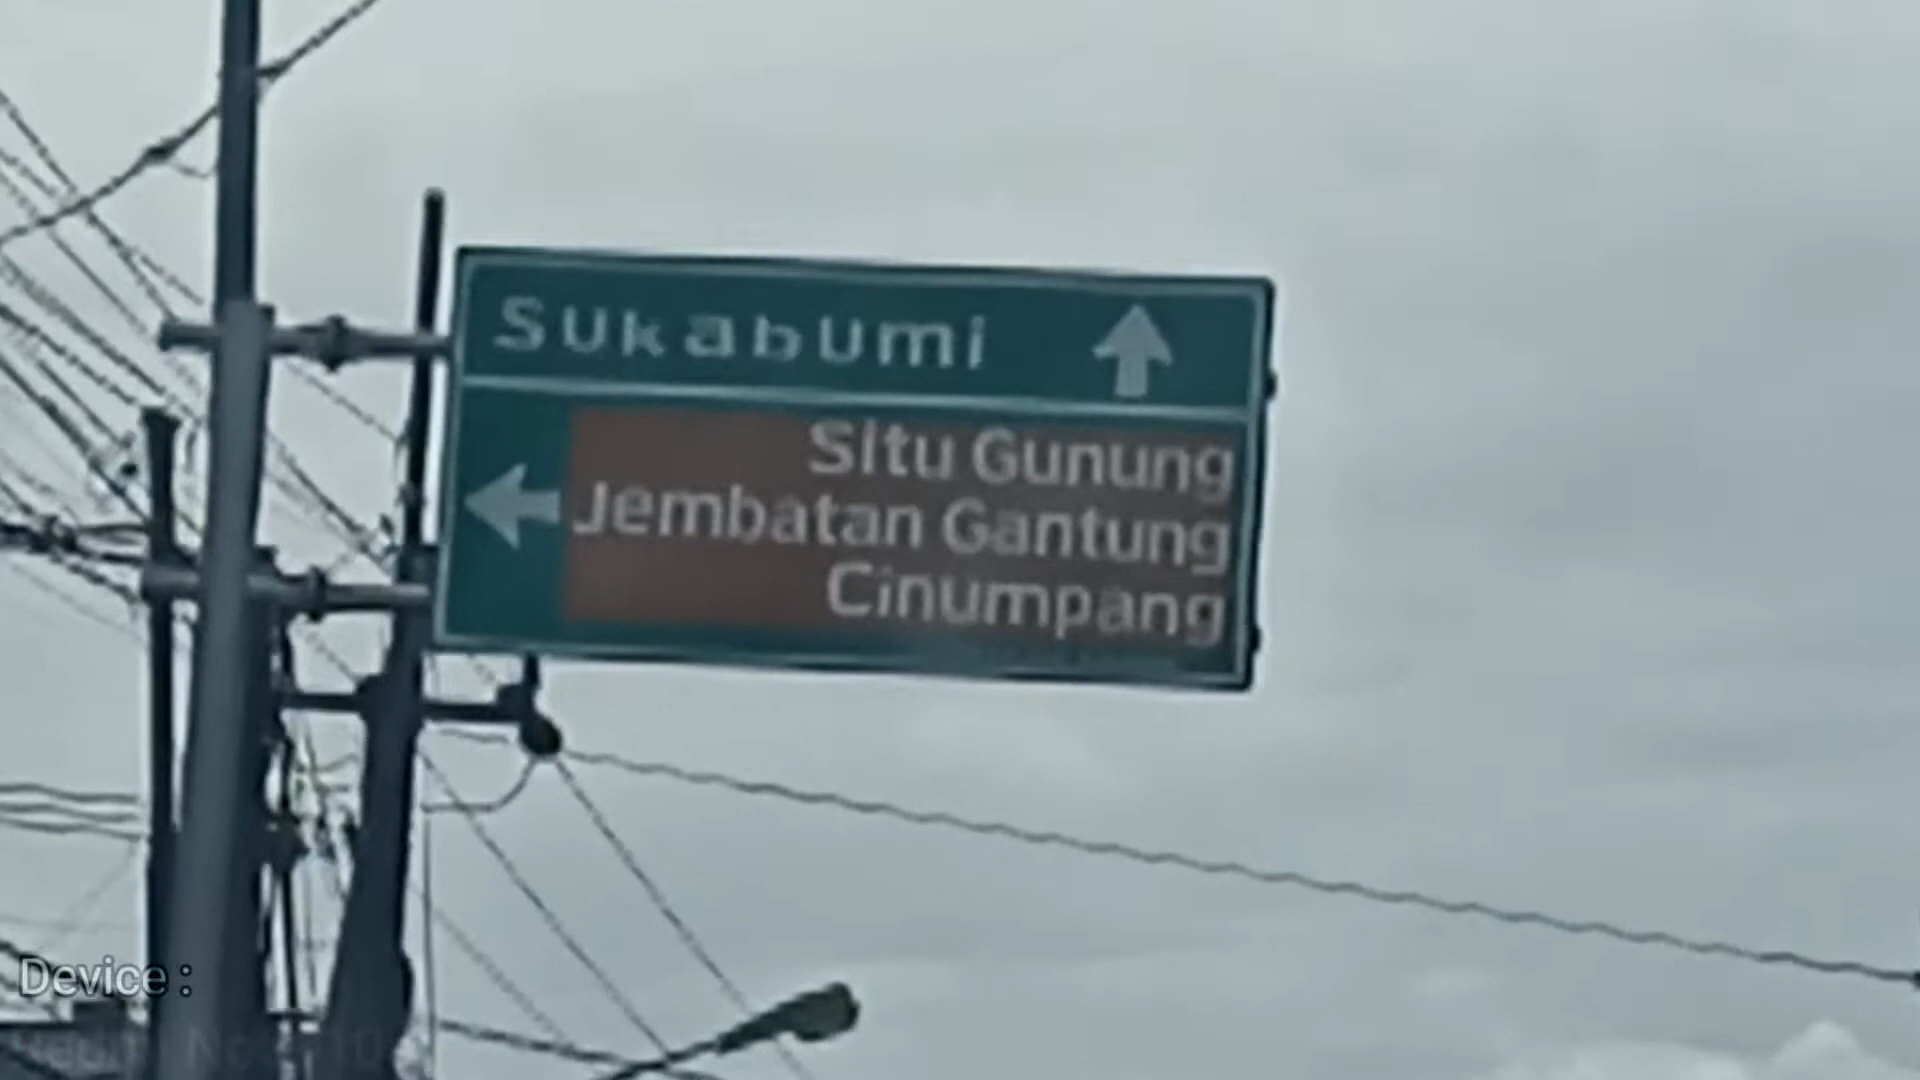 Sukabumi
Situ Gunung
Jembatan Gantung
Cinumpang
Device :